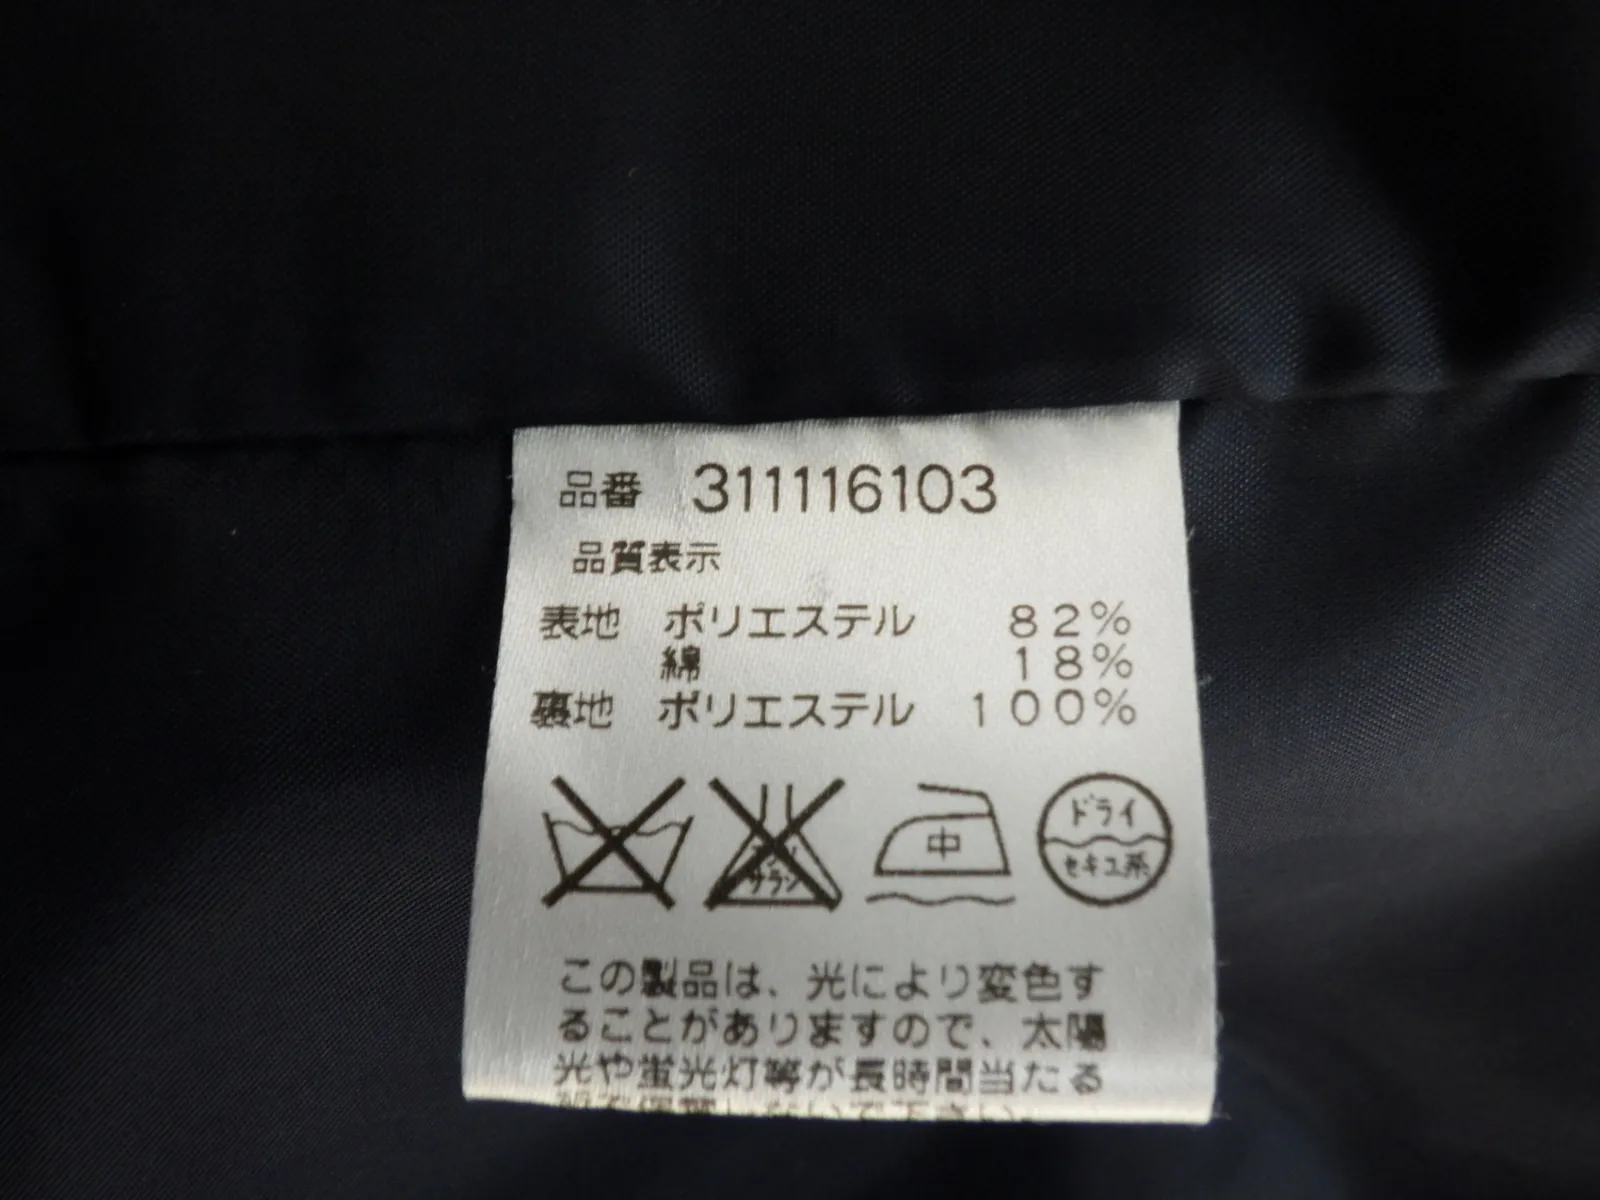 品番 311116103
品質表示
表地 ポリエステル 82%
綿 18%
裏地 ポリエステル 100%
中
ドライ
セキユ系
サラシ
この製品は、光により変色す
ることがありますので、太陽
光や蛍光灯等が長時間当たる